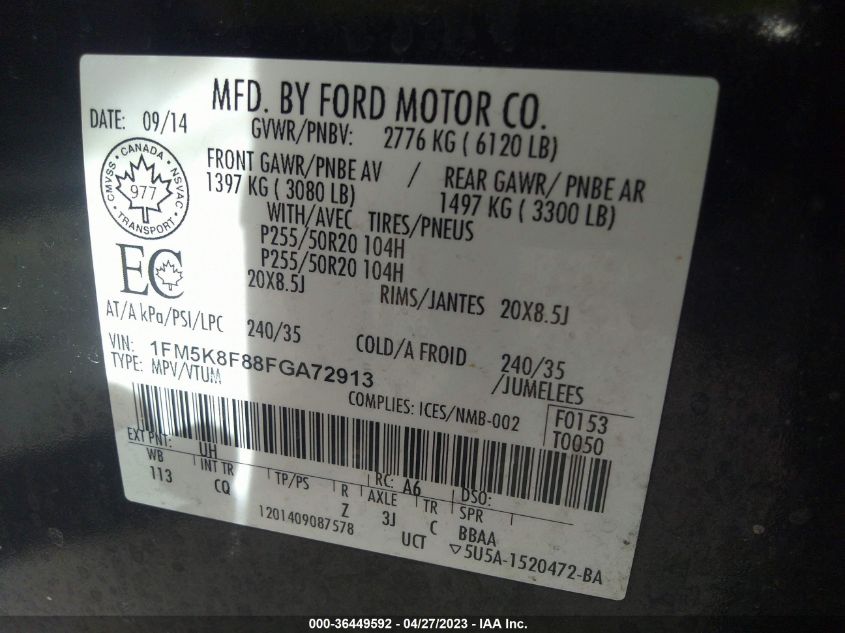 MFD. BY FORD MOTOR CO.
DATE: 09/14
GVWR/PNBV: 2776 KG ( 6120 LB)
FRONT GAWR/PNBE AV / REAR GAWR/ PNBE AR
1397 KG ( 3080 LB) 1497 KG ( 3300 LB)
CMVSS • CANADA • NSVAC
977
TRANSPORT
WITH/AVEC TIRES/PNEUS
P255/50R20 104H
P255/50R20 104H
EC
20X8.5J RIMS/JANTES 20X8.5J
AT/A kPa/PSI/LPC 240/35 COLD/A FROID 240/35
VIN: 1FM5K8F88FGA72913 /JUMELEES
TYPE: MPV/VTUM
COMPLIES: ICES/NMB-002 F0153
T0050
EXT PNT: UH RC: A6 DSO:
WB INT TR TP/PS R AXLE TR SPR
113 CQ Z 3J C BBAA
1201409087578 UCT ▽5U5A-1520472-BA
000-36449592 - 04/27/2023 - IAA Inc.